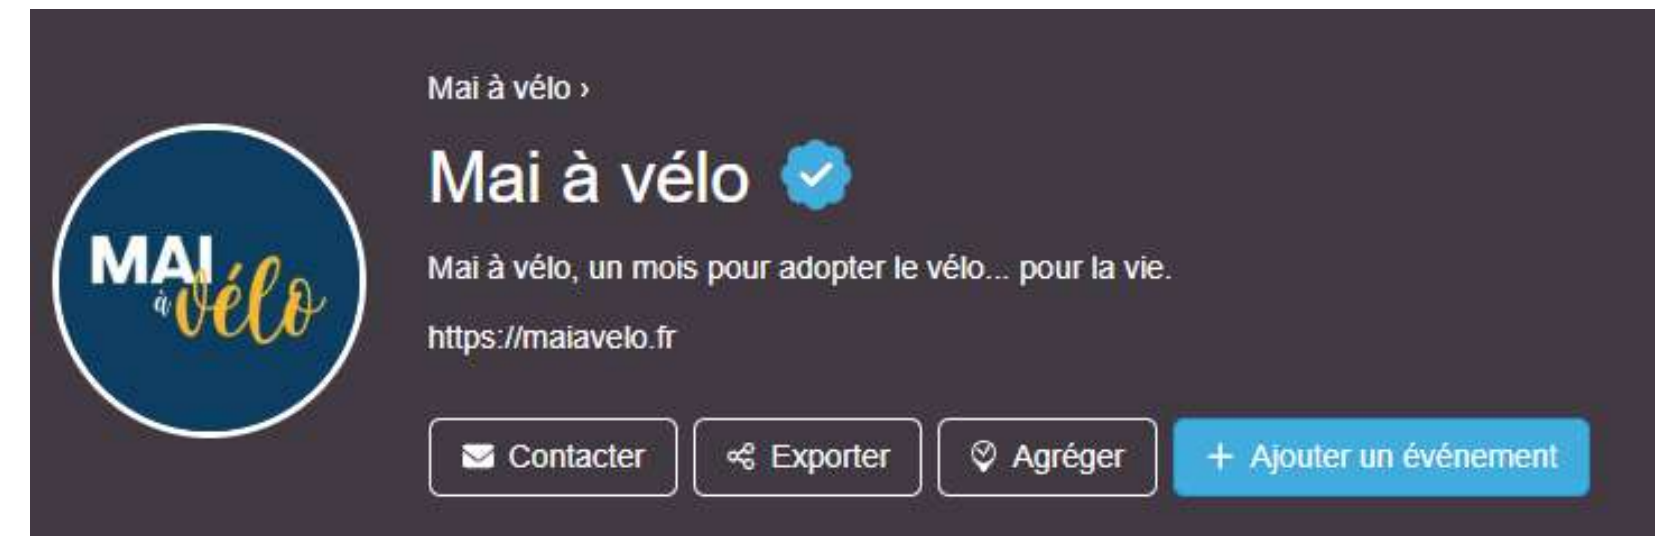 Mai à vélo ›
Mai à vélo
MAI
à vélo
Mai à vélo, un mois pour adopter le vélo... pour la vie.
https://maiavelo.fr
Contacter
Exporter
Agréger
+ Ajouter un événement